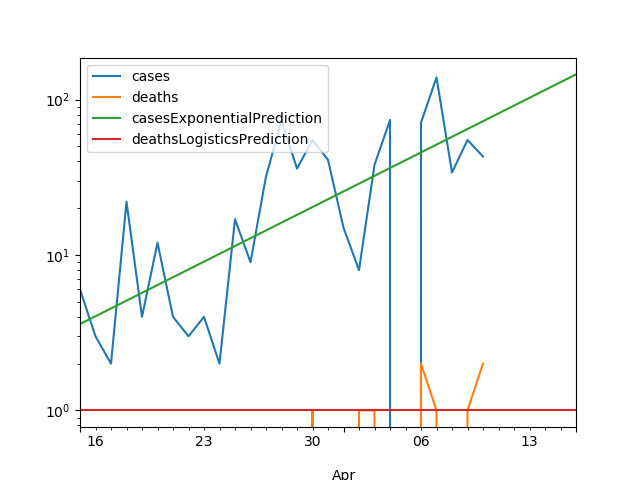 cases
deaths
casesExponentialPrediction
deathsLogisticsPrediction
10²
10¹
10⁰
16 23 30 06 13
Apr